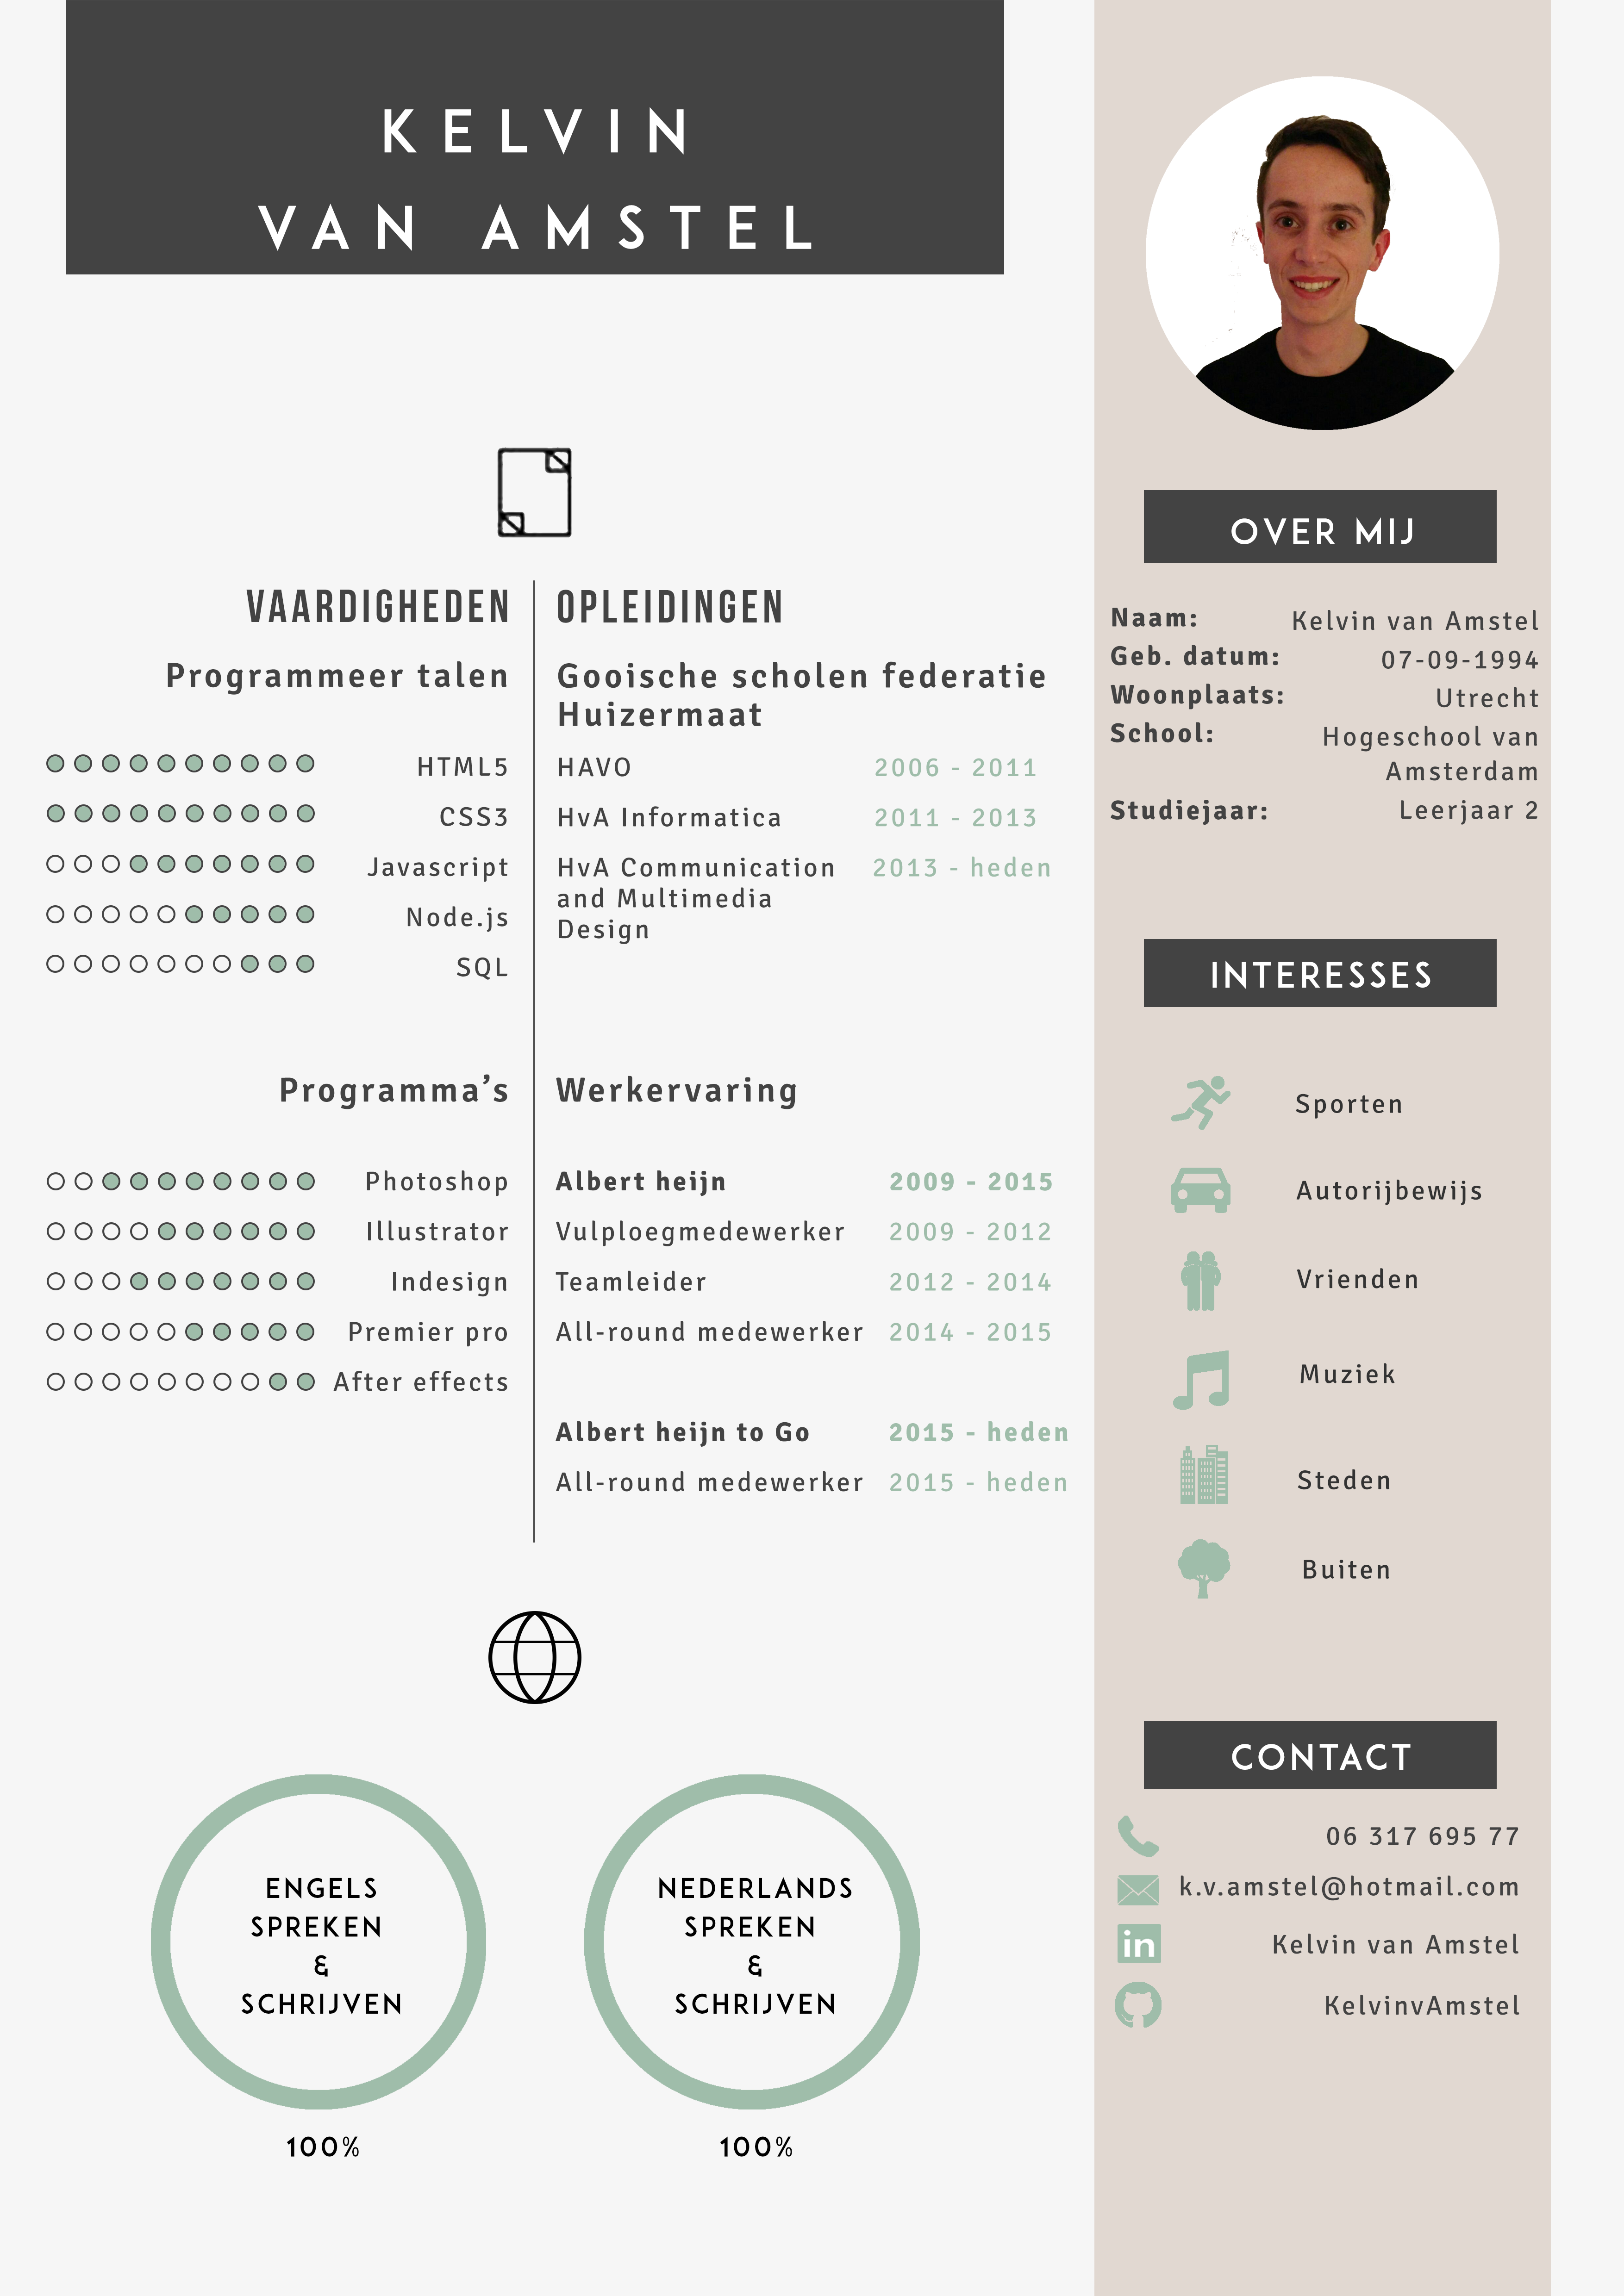 KELVIN
VAN AMSTEL
VAARDIGHEDEN
Programmeer talen
HTML5
CSS3
Javascript
Node.js
SQL
Programma’s
Photoshop
Illustrator
Indesign
Premier pro
After effects
OPLEIDINGEN
Gooische scholen federatie
Huizermaat
HAVO 2006 - 2011
HvA Informatica 2011 - 2013
HvA Communication 2013 - heden
and Multimedia
Design
Werkervaring
Albert heijn 2009 - 2015
Vulploegmedewerker 2009 - 2012
Teamleider 2012 - 2014
All-round medewerker 2014 - 2015
Albert heijn to Go 2015 - heden
All-round medewerker 2015 - heden
ENGELS
SPREKEN
&
SCHRIJVEN
100%
NEDERLANDS
SPREKEN
&
SCHRIJVEN
100%
OVER MIJ
Naam: Kelvin van Amstel
Geb. datum: 07-09-1994
Woonplaats: Utrecht
School: Hogeschool van
Amsterdam
Studiejaar: Leerjaar 2
INTERESSES
Sporten
Autorijbewijs
Vrienden
Muziek
Steden
Buiten
CONTACT
06 317 695 77
k.v.amstel@hotmail.com
in Kelvin van Amstel
KelvinvAmstel